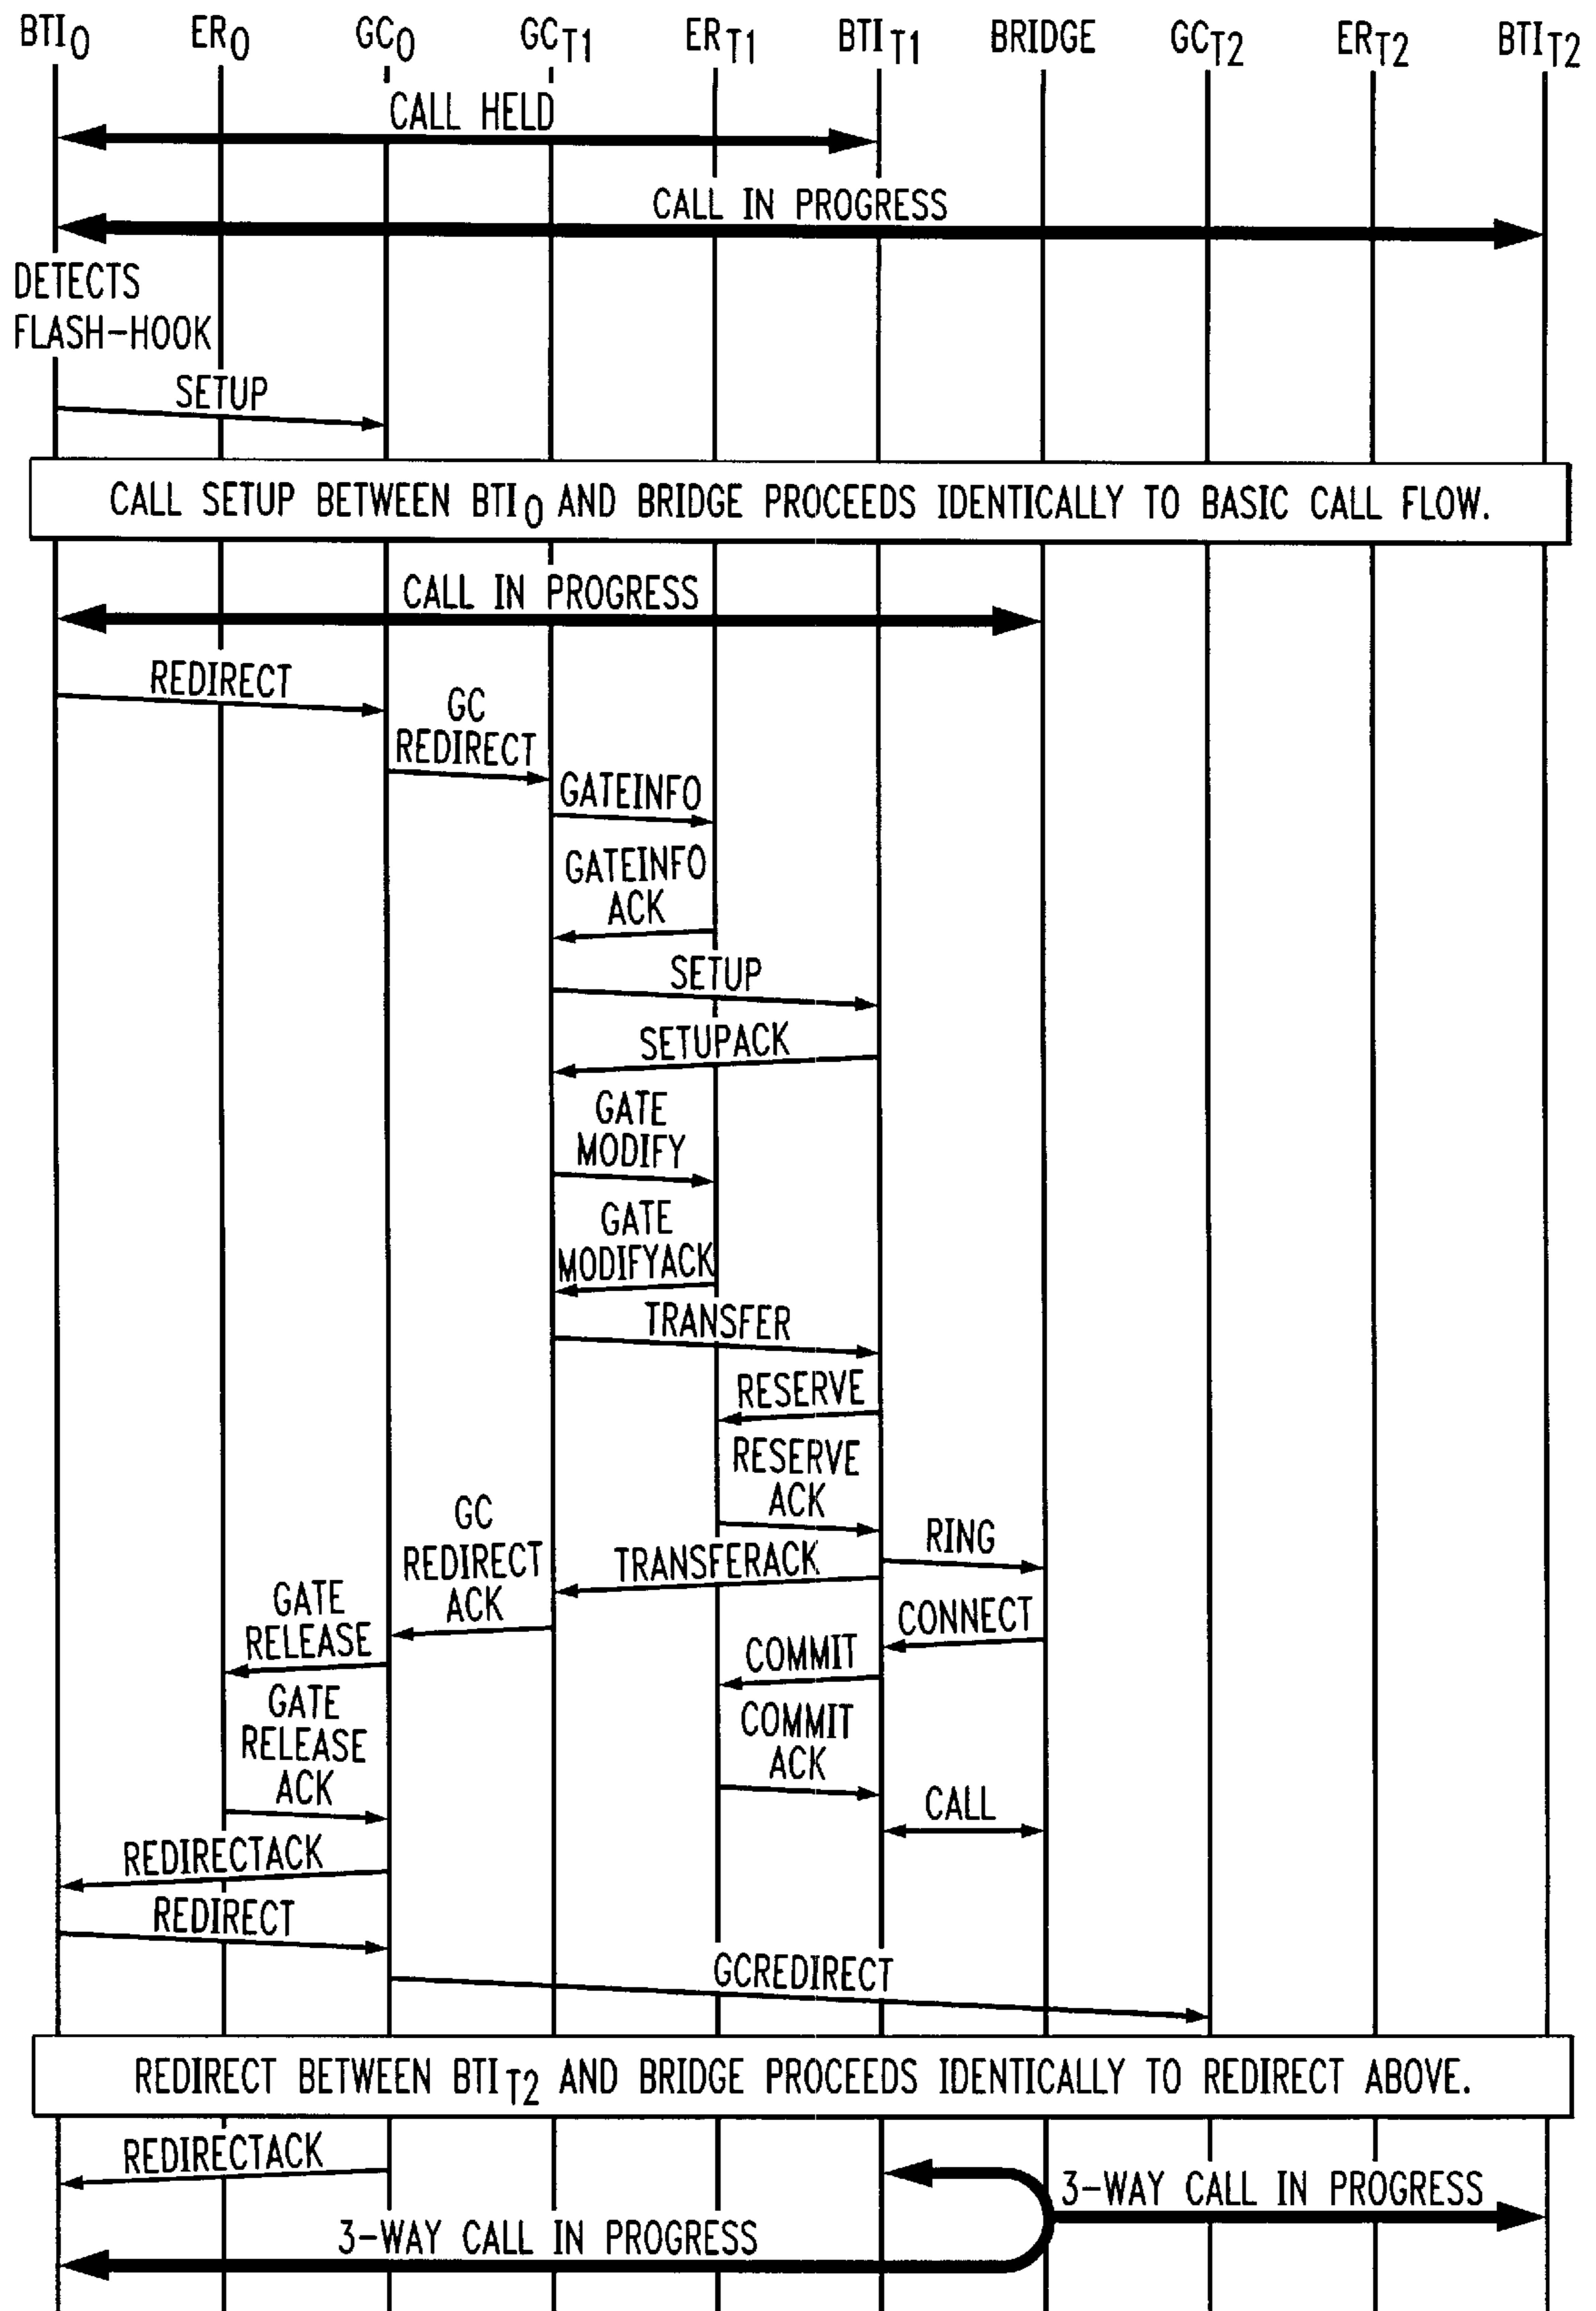 BTIO ERO GCO GCT1 ERT1 BTIT1 BRIDGE GCT2 ERT2 BTIT2
CALL HELD
CALL IN PROGRESS
DETECTS
FLASH-HOOK
SETUP
CALL SETUP BETWEEN BTIO AND BRIDGE PROCEEDS IDENTICALLY TO BASIC CALL FLOW.
CALL IN PROGRESS
REDIRECT
GC
REDIRECT
GATEINFO
GATEINFO
ACK
SETUP
SETUPACK
GATE
MODIFY
GATE
MODIFYACK
TRANSFER
RESERVE
RESERVE
ACK
RING
TRANSFERACK
GC
REDIRECT
ACK
CONNECT
GATE
RELEASE
COMMIT
GATE
RELEASE
ACK
COMMIT
ACK
CALL
REDIRECTACK
REDIRECT
GCREDIRECT
REDIRECT BETWEEN BTIT2 AND BRIDGE PROCEEDS IDENTICALLY TO REDIRECT ABOVE.
REDIRECTACK
3-WAY CALL IN PROGRESS
3-WAY CALL IN PROGRESS